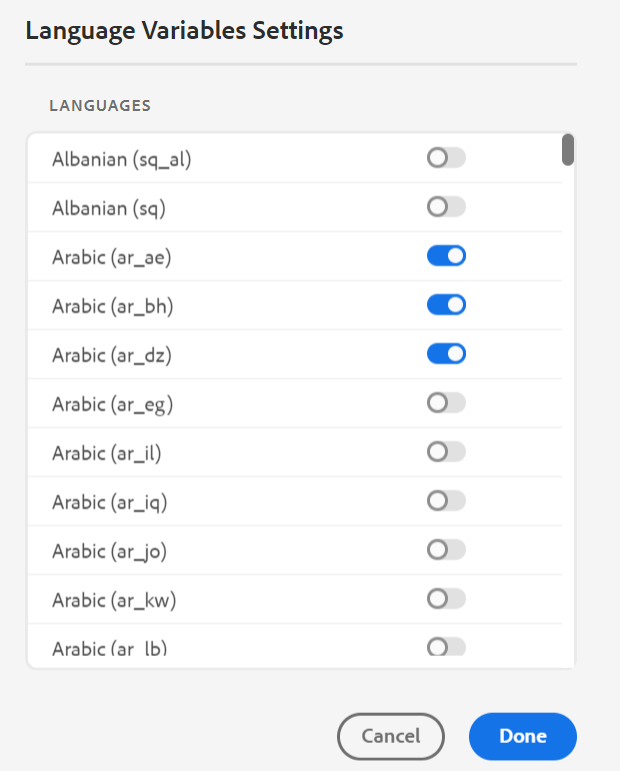 Language Variables Settings
LANGUAGES
Albanian (sq_al)
Albanian (sq)
Arabic (ar_ae)
Arabic (ar_bh)
Arabic (ar_dz)
Arabic (ar_eg)
Arabic (ar_il)
Arabic (ar_iq)
Arabic (ar_jo)
Arabic (ar_kw)
Arabic (ar_lb)
Cancel Done